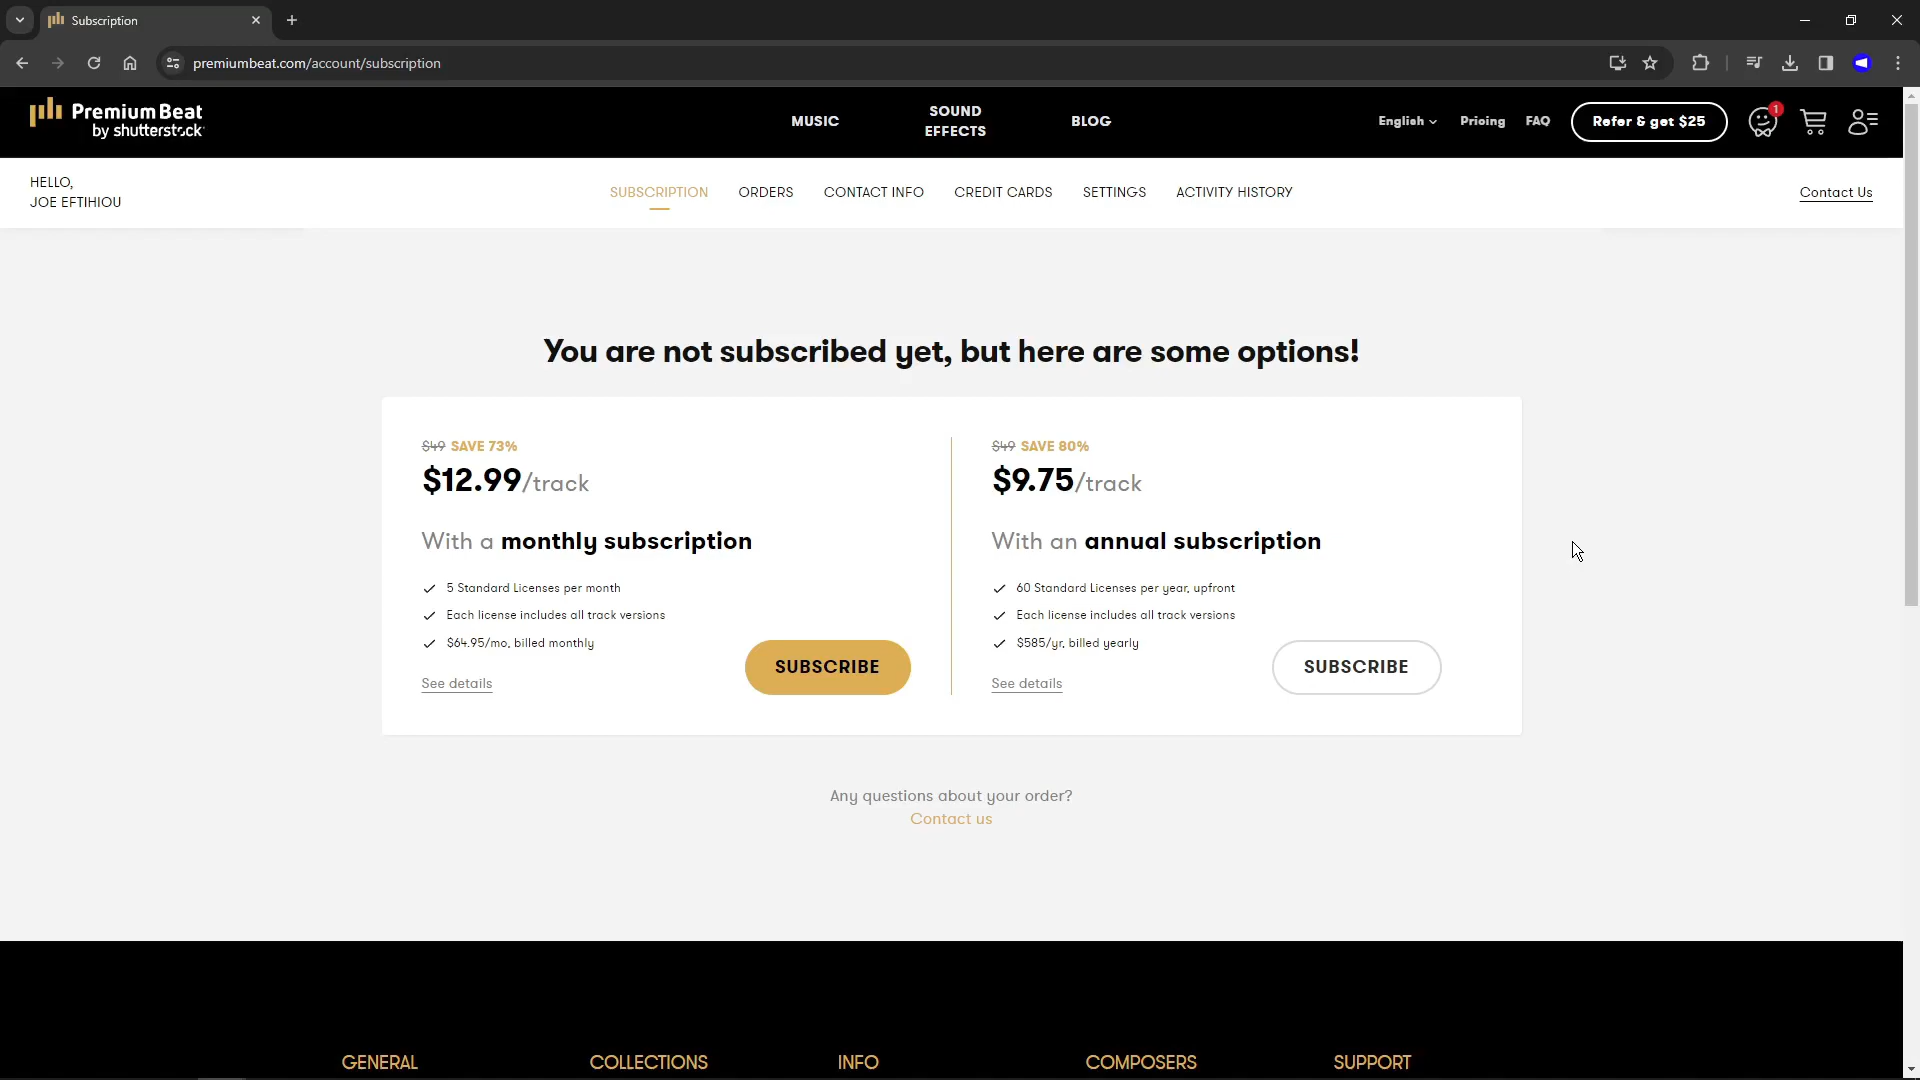 Subscription
premiumbeat.com/account/subscription
PremiumBeat
by shutterstock
MUSIC
SOUND
EFFECTS
BLOG
English
Pricing
FAQ
Refer & get $25
1
HELLO,
JOE EFTIHIOU
SUBSCRIPTION
ORDERS
CONTACT INFO
CREDIT CARDS
SETTINGS
ACTIVITY HISTORY
Contact Us
You are not subscribed yet, but here are some options!
$49 SAVE 73%
$12.99/track
With a monthly subscription
5 Standard Licenses per month
Each license includes all track versions
$64.95/mo, billed monthly
See details
SUBSCRIBE
$49 SAVE 80%
$9.75/track
With an annual subscription
60 Standard Licenses per year, upfront
Each license includes all track versions
$585/yr, billed yearly
See details
SUBSCRIBE
Any questions about your order?
Contact us
GENERAL
COLLECTIONS
INFO
COMPOSERS
SUPPORT